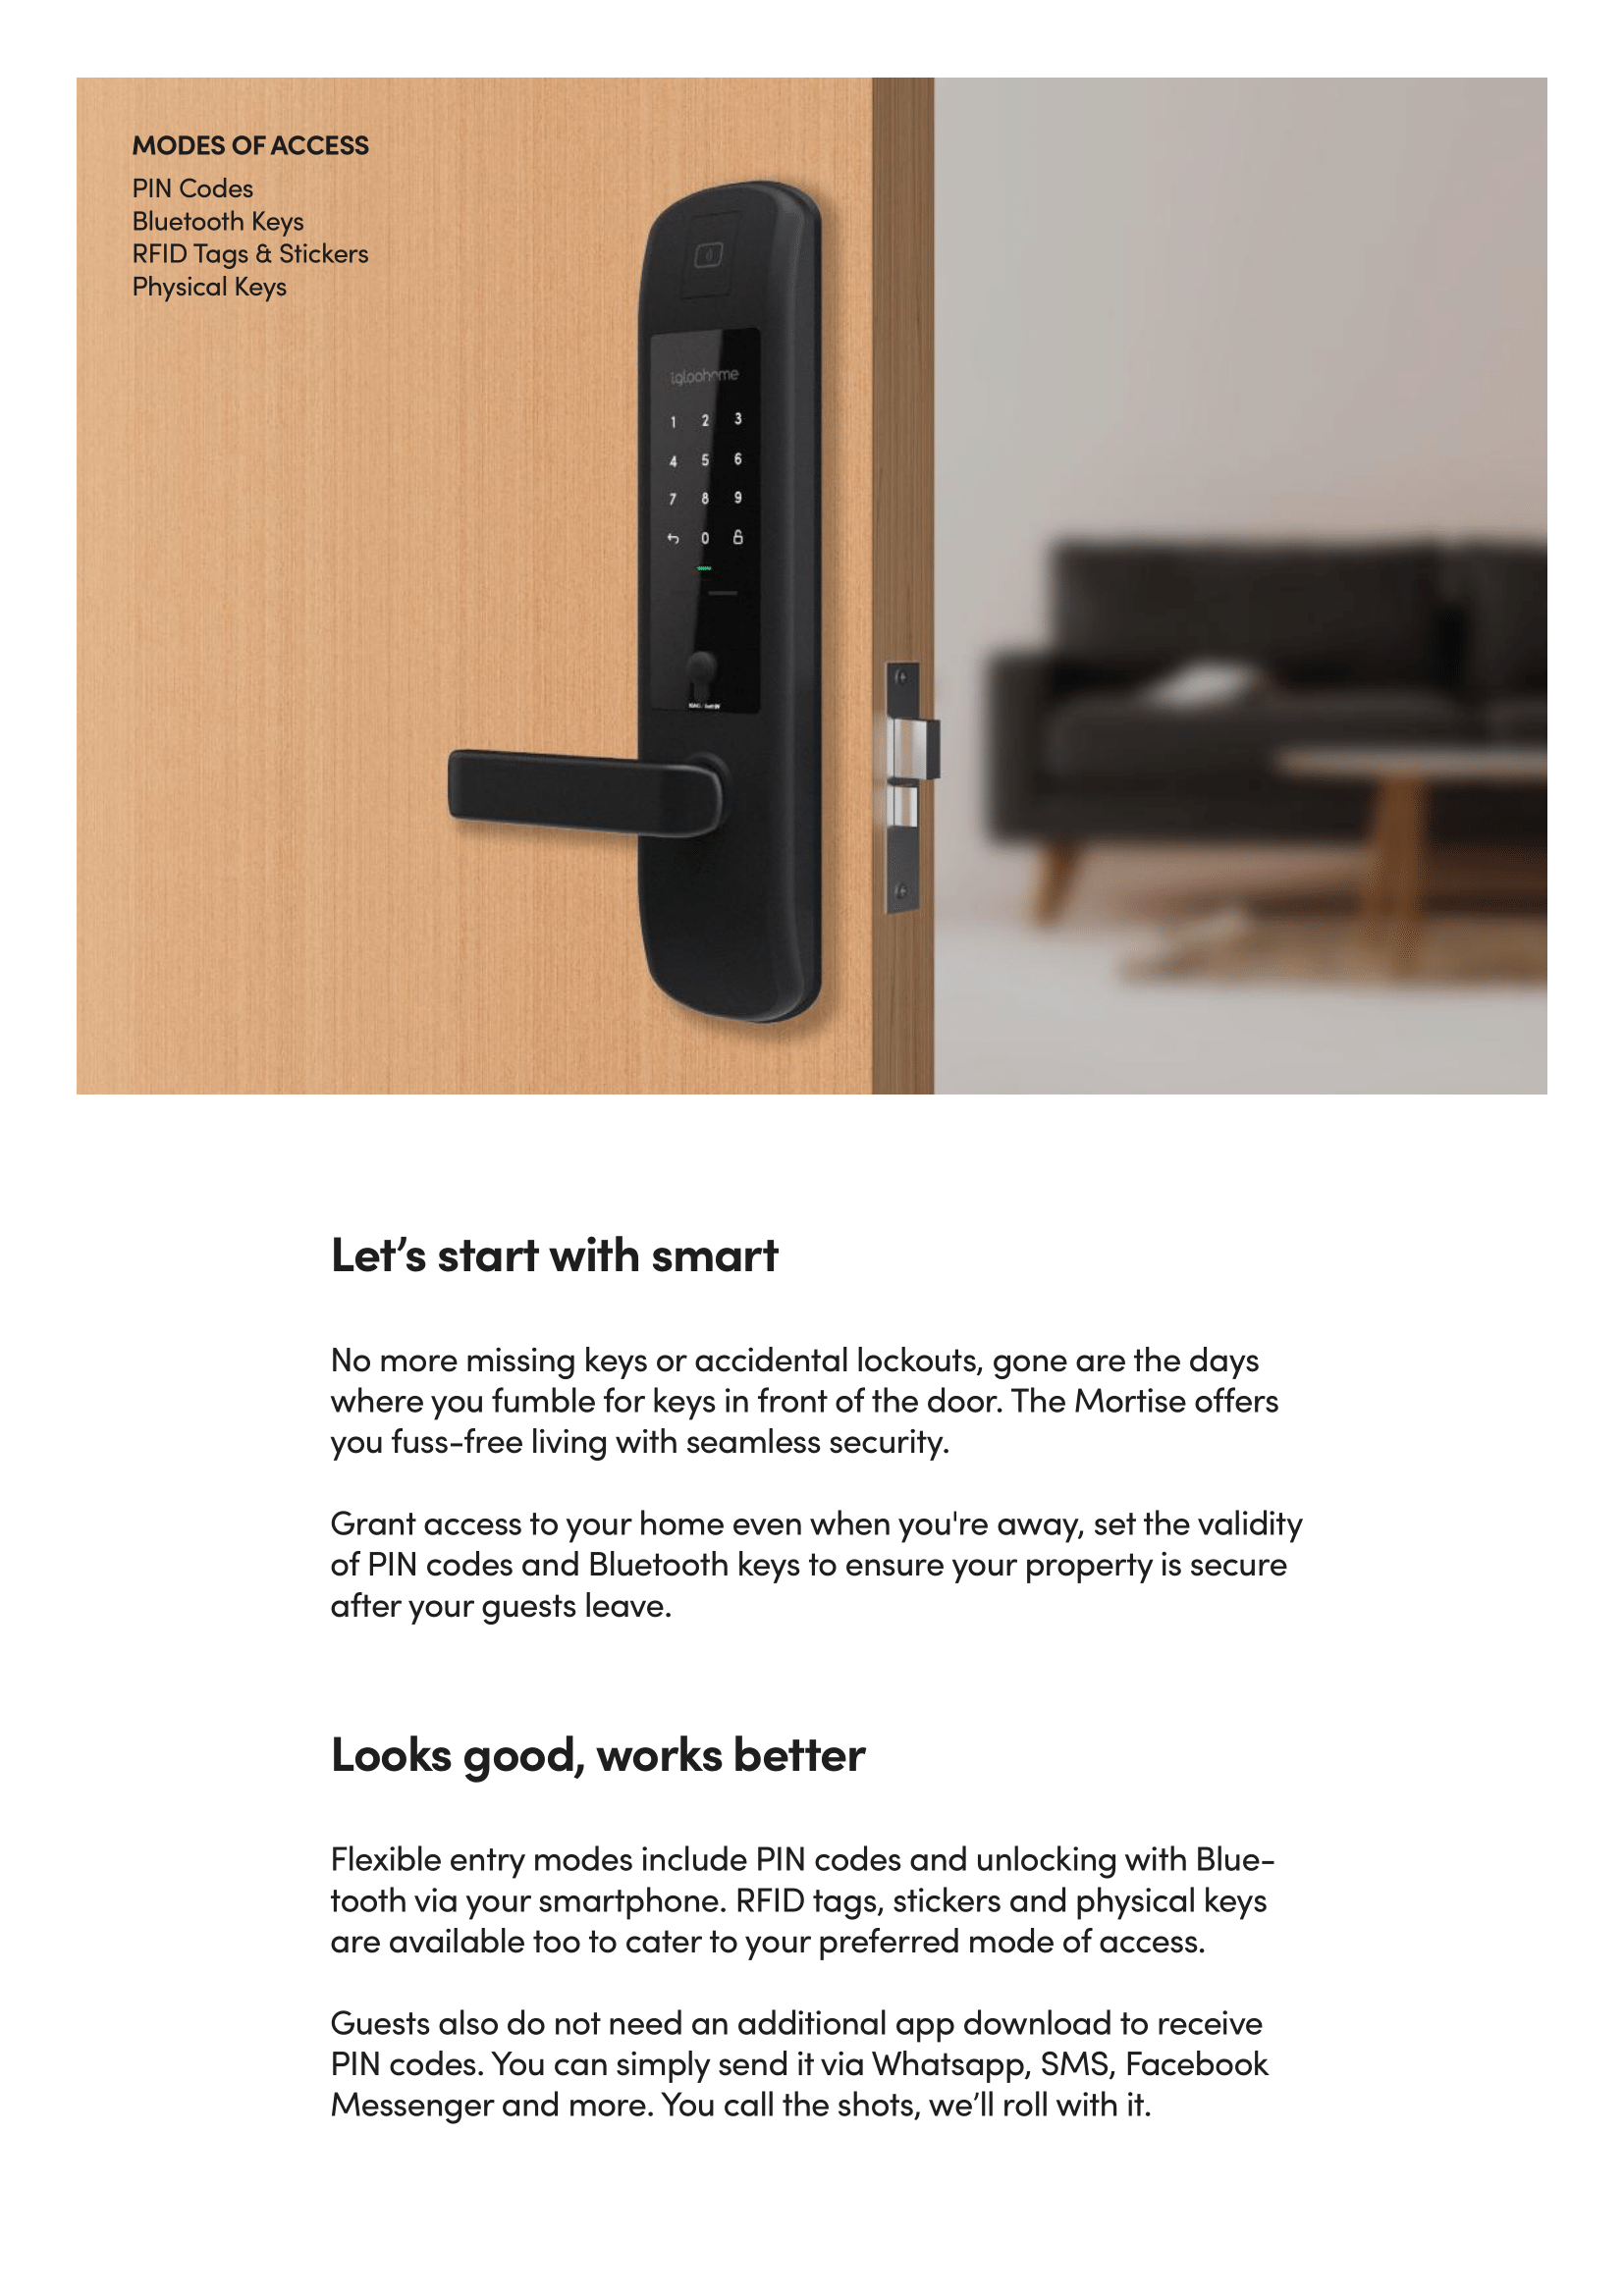 MODES OF ACCESS
PIN Codes
Bluetooth Keys
RFID Tags & Stickers
Physical Keys
igloohome
1 2 3
4 5 6
7 8 9
0
Let’s start with smart
No more missing keys or accidental lockouts, gone are the days
where you fumble for keys in front of the door. The Mortise offers
you fuss-free living with seamless security.
Grant access to your home even when you're away, set the validity
of PIN codes and Bluetooth keys to ensure your property is secure
after your guests leave.
Looks good, works better
Flexible entry modes include PIN codes and unlocking with Blue-
tooth via your smartphone. RFID tags, stickers and physical keys
are available too to cater to your preferred mode of access.
Guests also do not need an additional app download to receive
PIN codes. You can simply send it via Whatsapp, SMS, Facebook
Messenger and more. You call the shots, we’ll roll with it.